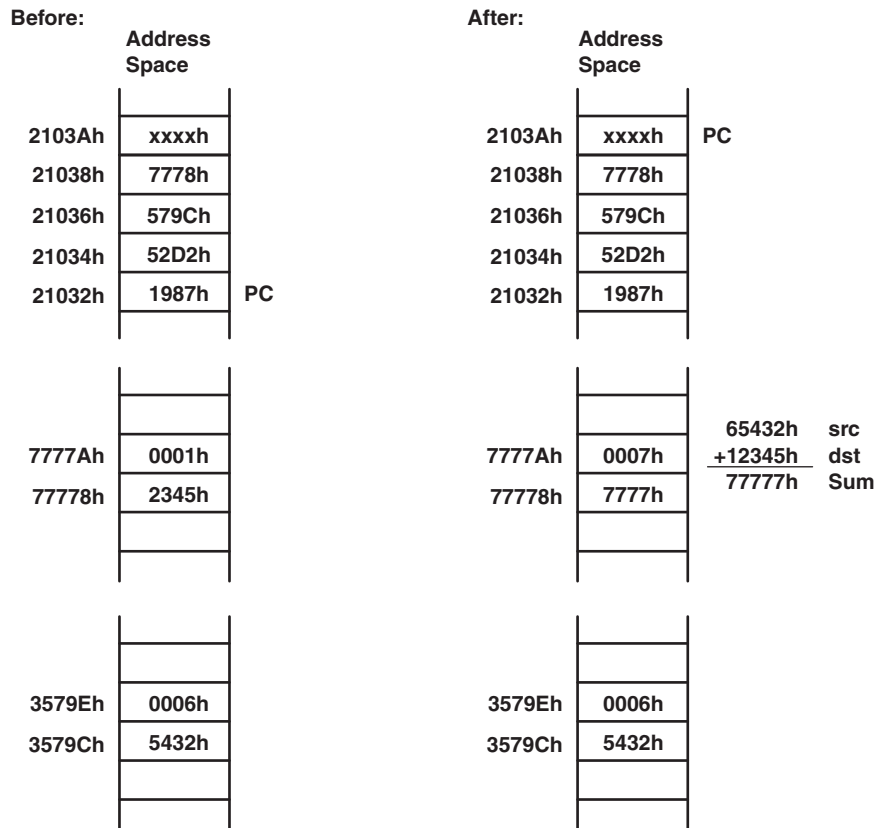 Before:
Address
Space
2103Ah xxxxh
21038h 7778h
21036h 579Ch
21034h 52D2h
21032h 1987h PC
7777Ah 0001h
77778h 2345h
3579Eh 0006h
3579Ch 5432h
After:
Address
Space
2103Ah xxxxh PC
21038h 7778h
21036h 579Ch
21034h 52D2h
21032h 1987h
7777Ah 0007h
77778h 7777h
65432h src
+12345h dst
77777h Sum
3579Eh 0006h
3579Ch 5432h